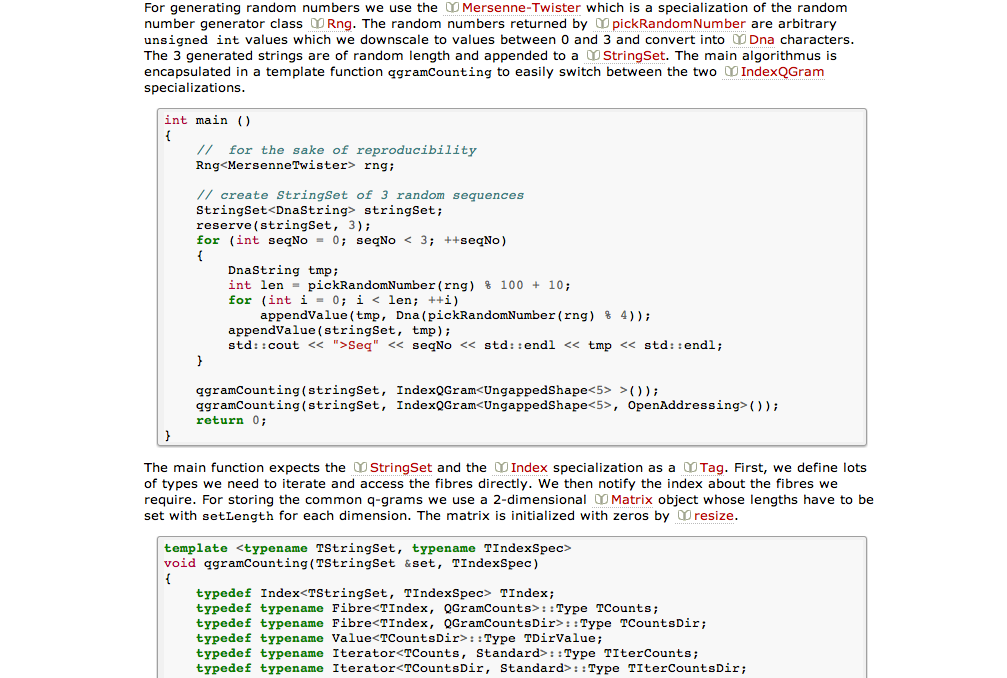 For generating random numbers we use the Mersenne-Twister which is a specialization of the random
number generator class Rng. The random numbers returned by pickRandomNumber are arbitrary
unsigned int values which we downscale to values between 0 and 3 and convert into Dna characters.
The 3 generated strings are of random length and appended to a StringSet. The main algorithmus is
encapsulated in a template function qgramCounting to easily switch between the two IndexQGram
specializations.
int main ()
{
    //  for the sake of reproducibility
    Rng<MersenneTwister> rng;
    // create StringSet of 3 random sequences
    StringSet<DnaString> stringSet;
    reserve(stringSet, 3);
    for (int seqNo = 0; seqNo < 3; ++seqNo)
    {
        DnaString tmp;
        int len = pickRandomNumber(rng) % 100 + 10;
        for (int i = 0; i < len; ++i)
            appendValue(tmp, Dna(pickRandomNumber(rng) % 4));
        appendValue(stringSet, tmp);
        std::cout << ">Seq" << seqNo << std::endl << tmp << std::endl;
    }
    qgramCounting(stringSet, IndexQGram<UngappedShape<5> >());
    qgramCounting(stringSet, IndexQGram<UngappedShape<5>, OpenAddressing>());
    return 0;
}
The main function expects the StringSet and the Index specialization as a Tag. First, we define lots
of types we need to iterate and access the fibres directly. We then notify the index about the fibres we
require. For storing the common q-grams we use a 2-dimensional Matrix object whose lengths have to be
set with setLength for each dimension. The matrix is initialized with zeros by resize.
template <typename TStringSet, typename TIndexSpec>
void qgramCounting(TStringSet &set, TIndexSpec)
{
    typedef Index<TStringSet, TIndexSpec> TIndex;
    typedef typename Fibre<TIndex, QGramCounts>::Type TCounts;
    typedef typename Fibre<TIndex, QGramCountsDir>::Type TCountsDir;
    typedef typename Value<TCountsDir>::Type TDirValue;
    typedef typename Iterator<TCounts, Standard>::Type TIterCounts;
    typedef typename Iterator<TCountsDir, Standard>::Type TIterCountsDir;